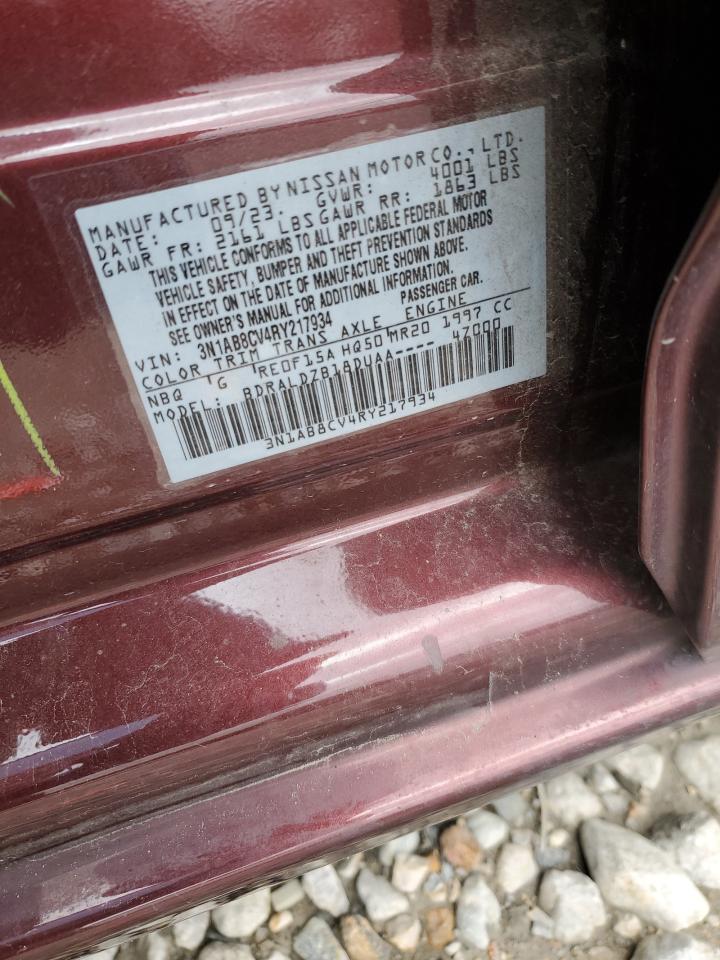 MANUFACTURED BY NISSAN MOTOR CO., LTD.
DATE: 09/23. GVWR: 4001 LBS
GAWR FR: 2161 LBS GAWR RR: 1863 LBS
THIS VEHICLE CONFORMS TO ALL APPLICABLE FEDERAL MOTOR
VEHICLE SAFETY, BUMPER AND THEFT PREVENTION STANDARDS
IN EFFECT ON THE DATE OF MANUFACTURE SHOWN ABOVE.
SEE OWNER'S MANUAL FOR ADDITIONAL INFORMATION.
VIN: 3N1AB8CV4RY217934 PASSENGER CAR.
COLOR TRIM TRANS AXLE ENGINE
NBQ G RE0F15A HQ50 MR20 1997 CC
MODEL: BDRALDZB18DUAA---- 47000
3N1AB8CV4RY217934